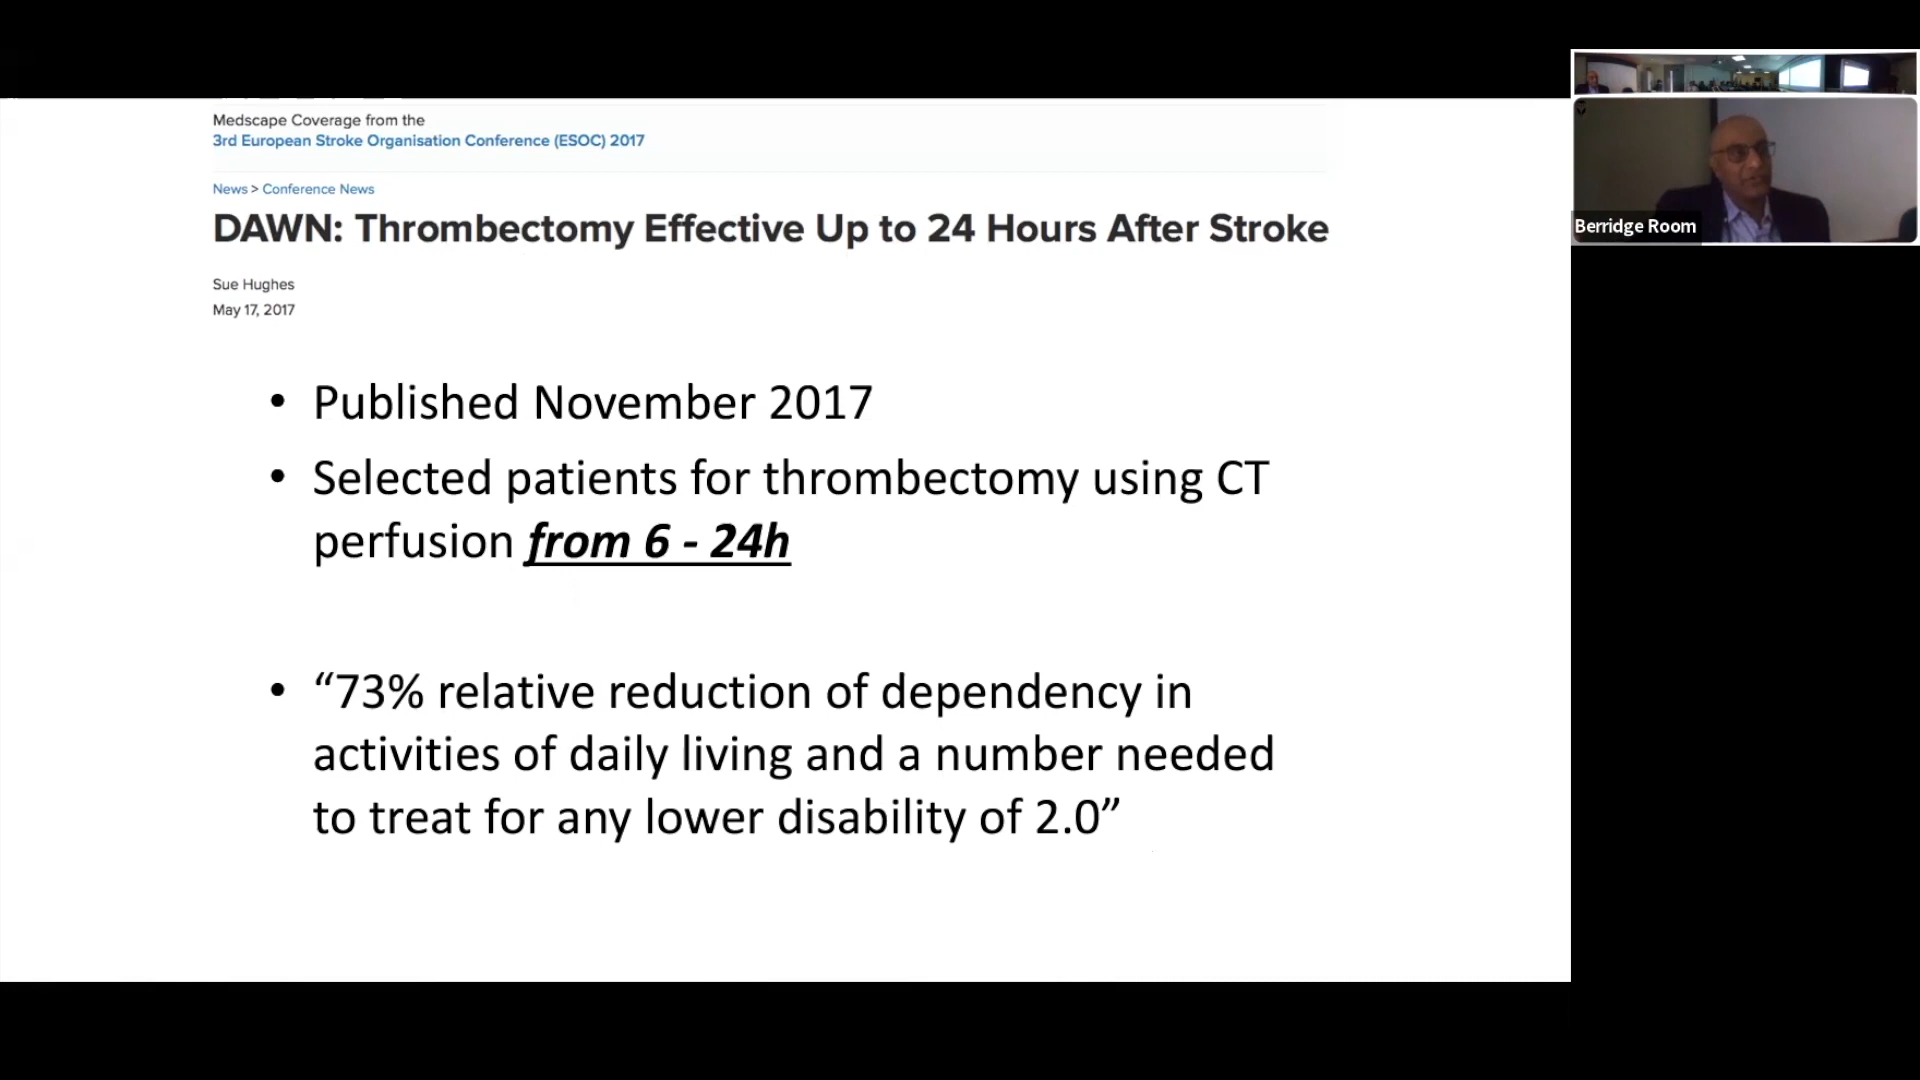 Medscape Coverage from the
3rd European Stroke Organisation Conference (ESOC) 2017
News > Conference News
DAWN: Thrombectomy Effective Up to 24 Hours After Stroke
Sue Hughes
May 17, 2017
• Published November 2017
• Selected patients for thrombectomy using CT
perfusion from 6 - 24h
• “73% relative reduction of dependency in
activities of daily living and a number needed
to treat for any lower disability of 2.0”
Berridge Room